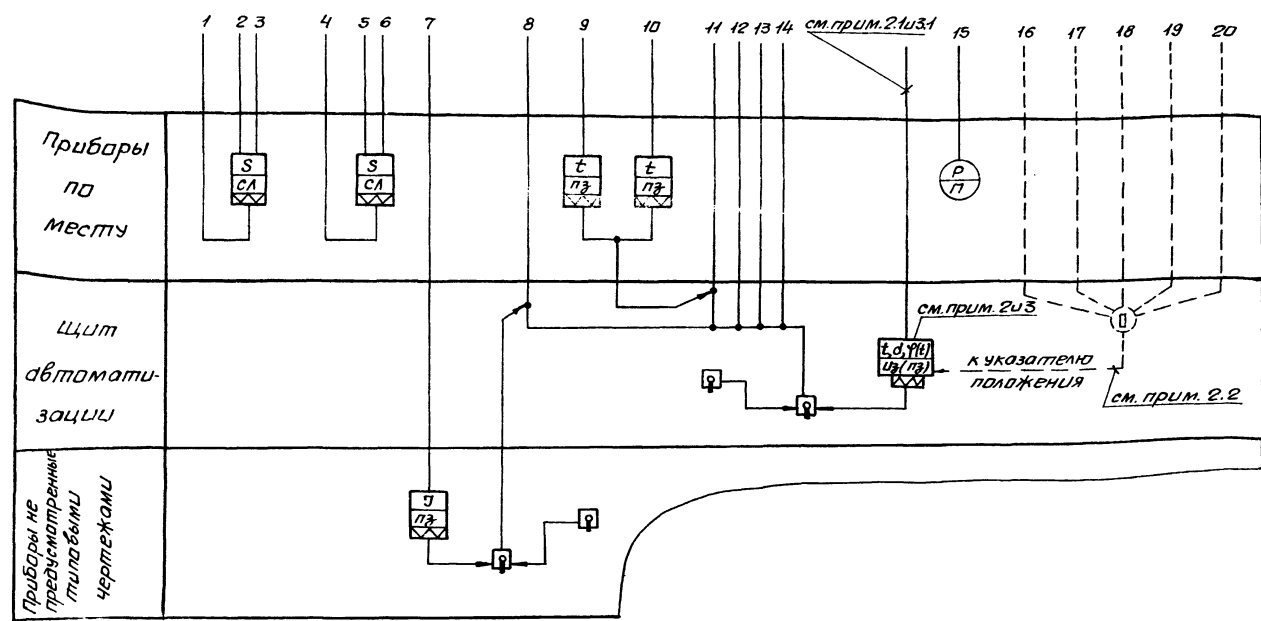 1 2 3 4 5 6 7 8 9 10 11 12 13 14 см. прим. 2.1 и 3.1 15 16 17 18 19 20
Приборы
по
месту
S
сл
S
сл
t
пз
t
пз
P
П
Щит
автомати-
зации
см. прим. 2 и 3
t, d, φ(t)
из (пз)
к указателю
положения
см. прим. 2.2
Приборы не
предусмотренные
типовыми
чертежами
J
пз